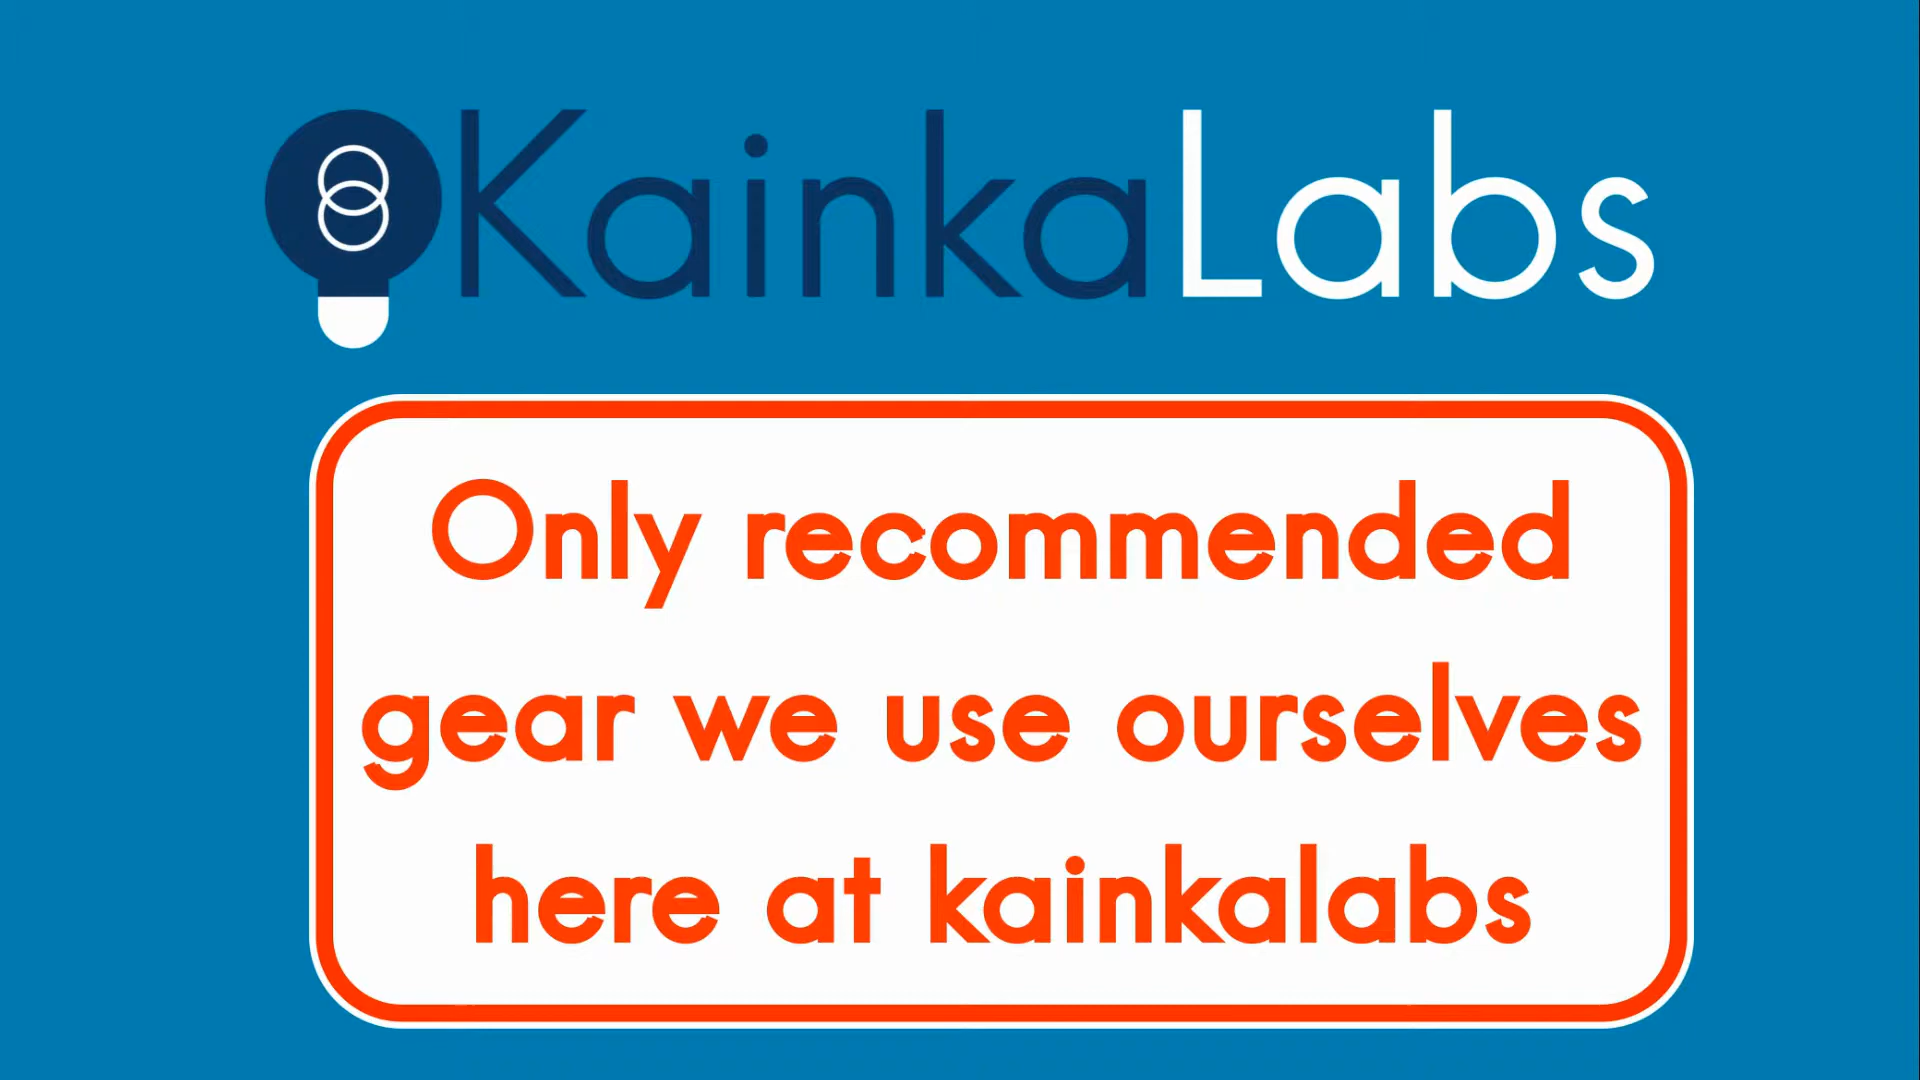 KainkaLabs
Only recommended
gear we use ourselves
here at kainkalabs